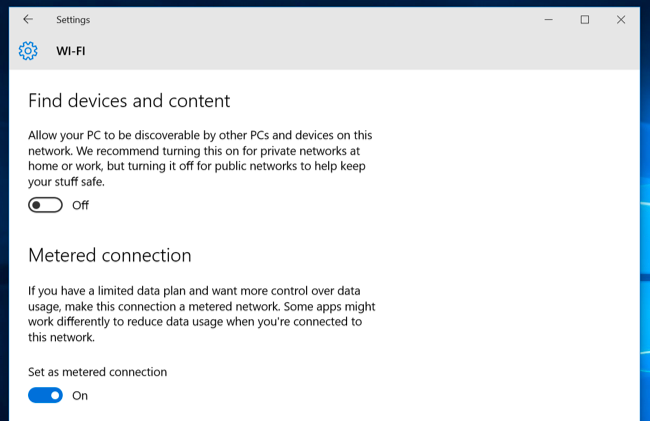 Settings
WI-FI
Find devices and content
Allow your PC to be discoverable by other PCs and devices on this
network. We recommend turning this on for private networks at
home or work, but turning it off for public networks to help keep
your stuff safe.
Off
Metered connection
If you have a limited data plan and want more control over data
usage, make this connection a metered network. Some apps might
work differently to reduce data usage when you're connected to
this network.
Set as metered connection
On